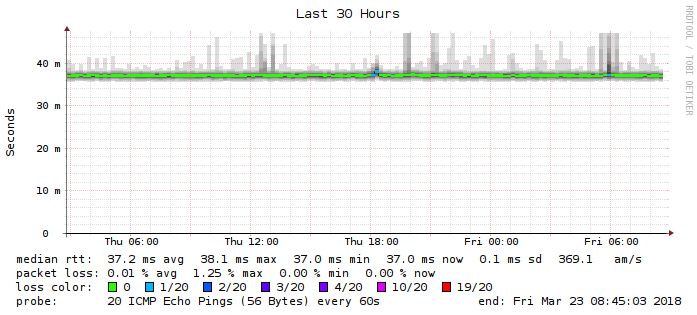 Last 30 Hours
RRDTOOL / TOBI OETIKER
Seconds
40 m
30 m
20 m
10 m
0
Thu 06:00 Thu 12:00 Thu 18:00 Fri 00:00 Fri 06:00
median rtt: 37.2 ms avg 38.1 ms max 37.0 ms min 37.0 ms now 0.1 ms sd 369.1 am/s
packet loss: 0.01 % avg 1.25 % max 0.00 % min 0.00 % now
loss color: 0 1/20 2/20 3/20 4/20 10/20 19/20
probe: 20 ICMP Echo Pings (56 Bytes) every 60s end: Fri Mar 23 08:45:03 2018